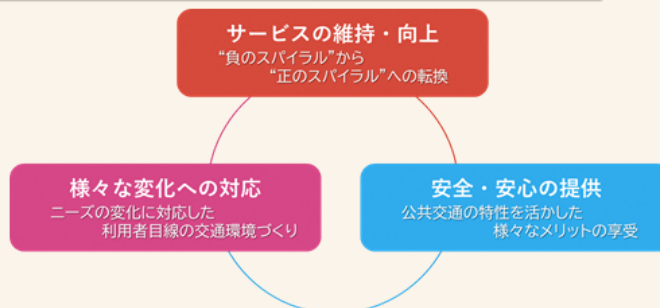 サービスの維持・向上
“負のスパイラル”から
“正のスパイラル”への転換
様々な変化への対応
ニーズの変化に対応した
利用者目線の交通環境づくり
安全・安心の提供
公共交通の特性を活かした
様々なメリットの享受